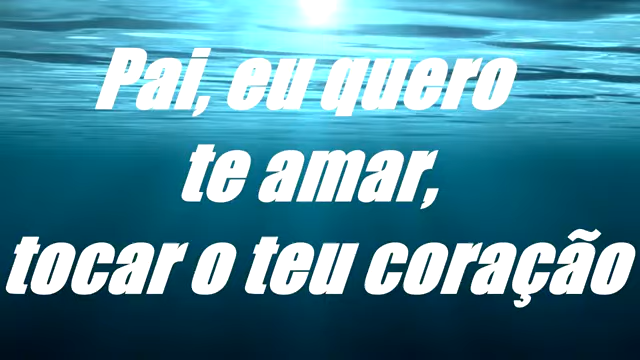 Pai, eu quero
te amar,
tocar o teu coração